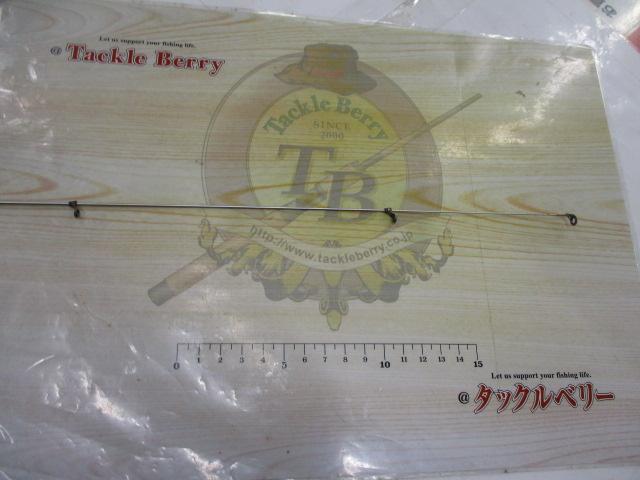 Let us support your fishing life.
@ Tackle Berry
Tackle Berry
SINCE
2000
TB
http://www.tackleberry.co.jp
0 1 2 3 4 5 6 7 8 9 10 11 12 13 14 15
Let us support your fishing life.
@ タックルベリー